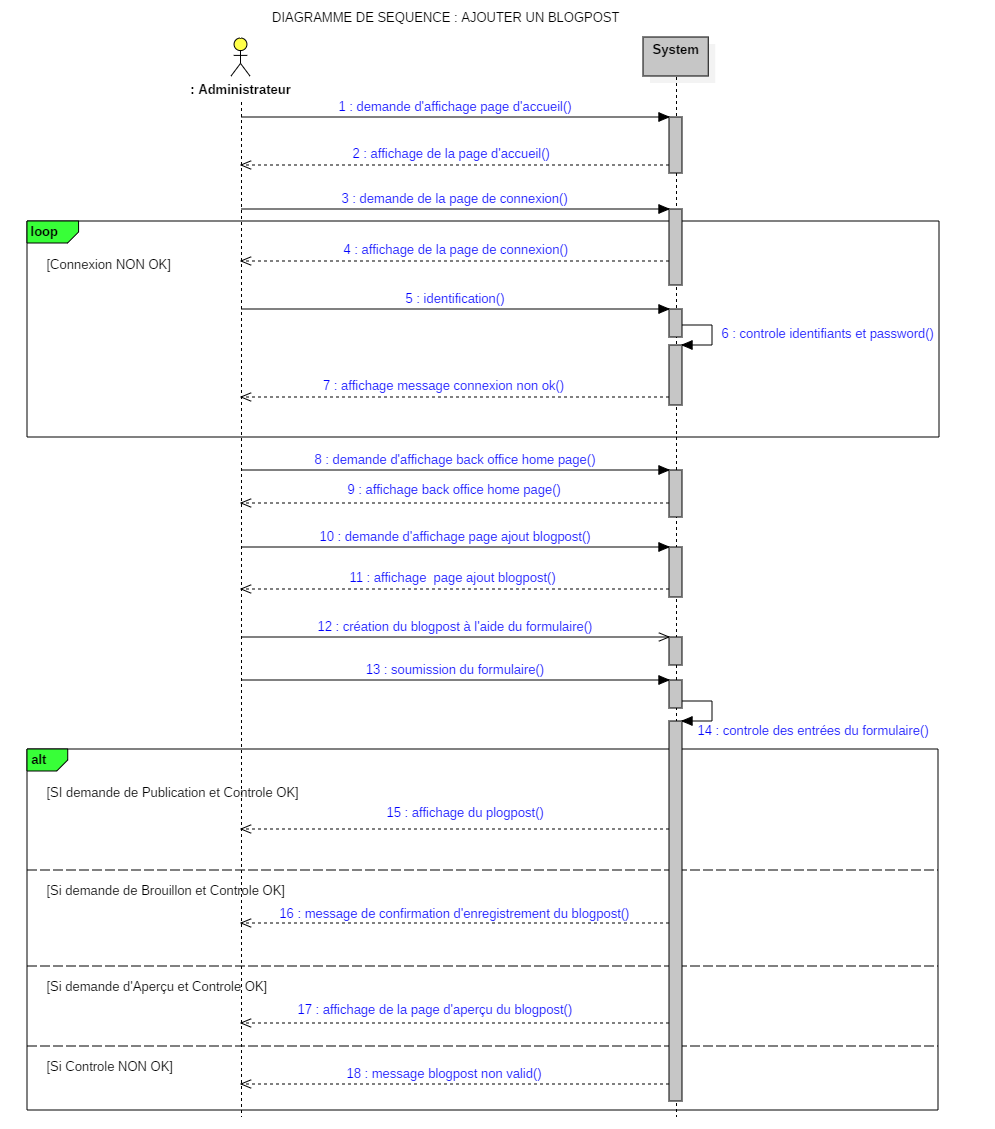 DIAGRAMME DE SEQUENCE : AJOUTER UN BLOGPOST
System
: Administrateur
1 : demande d'affichage page d'accueil()
2 : affichage de la page d'accueil()
3 : demande de la page de connexion()
loop
4 : affichage de la page de connexion()
[Connexion NON OK]
5 : identification()
6 : controle identifiants et password()
7 : affichage message connexion non ok()
8 : demande d'affichage back office home page()
9 : affichage back office home page()
10 : demande d'affichage page ajout blogpost()
11 : affichage  page ajout blogpost()
12 : création du blogpost à l'aide du formulaire()
13 : soumission du formulaire()
14 : controle des entrées du formulaire()
alt
[SI demande de Publication et Controle OK]
15 : affichage du plogpost()
[Si demande de Brouillon et Controle OK]
16 : message de confirmation d'enregistrement du blogpost()
[Si demande d'Aperçu et Controle OK]
17 : affichage de la page d'aperçu du blogpost()
[Si Controle NON OK]
18 : message blogpost non valid()